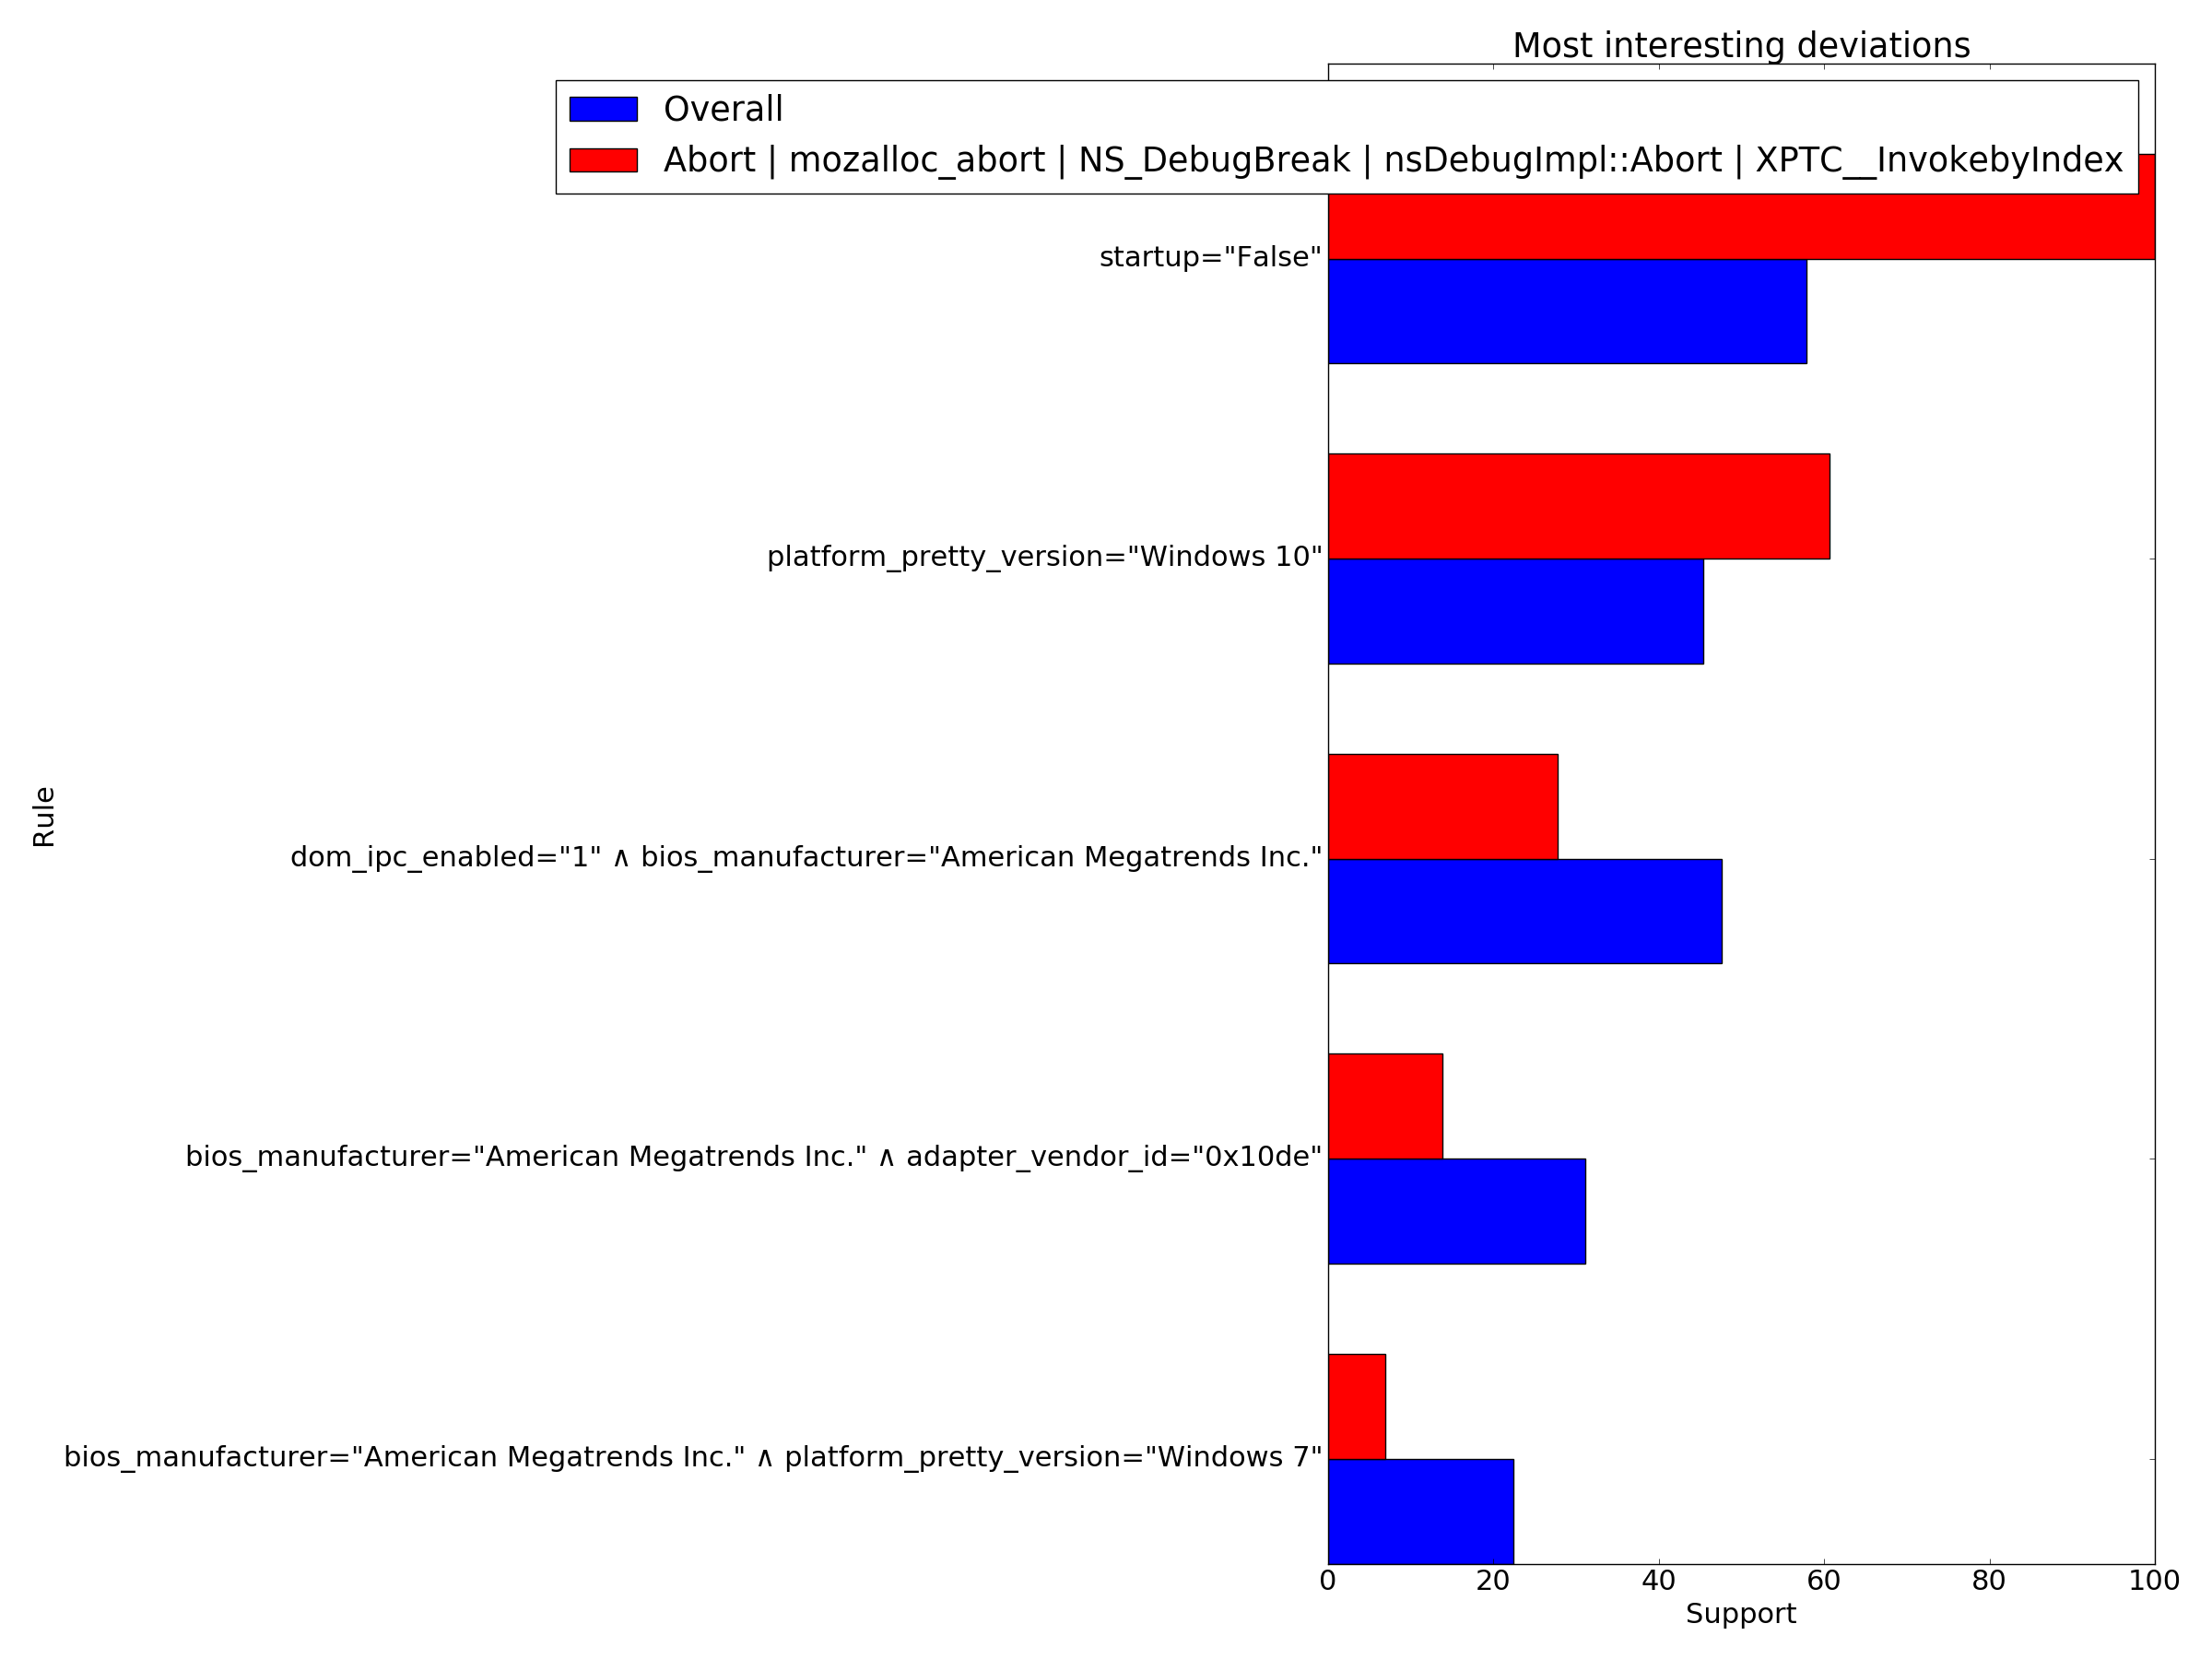 Most interesting deviations
Overall
Abort | mozalloc_abort | NS_DebugBreak | nsDebugImpl::Abort | XPTC__InvokebyIndex
startup="False"
platform_pretty_version="Windows 10"
Rule
dom_ipc_enabled="1" ∧ bios_manufacturer="American Megatrends Inc."
bios_manufacturer="American Megatrends Inc." ∧ adapter_vendor_id="0x10de"
bios_manufacturer="American Megatrends Inc." ∧ platform_pretty_version="Windows 7"
0 20 40 60 80 100
Support